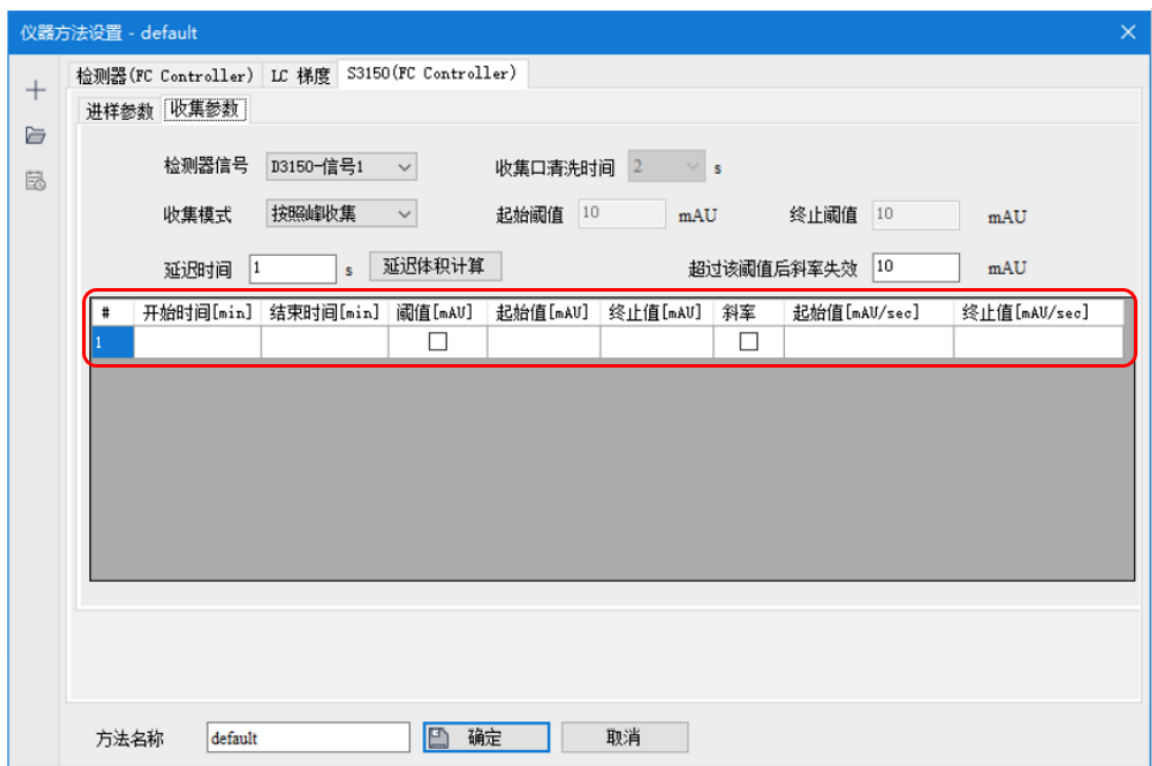 仪器方法设置 - default
检测器(FC Controller) LC 梯度 S3150(FC Controller)
进样参数 收集参数
检测器信号 D3150-信号1 收集口清洗时间 2 s
收集模式 按照峰收集 起始阈值 10 mAU 终止阈值 10 mAU
延迟时间 1 s 延迟体积计算 超过该阈值后斜率失效 10 mAU
# 开始时间[min] 结束时间[min] 阈值[mAU] 起始值[mAU] 终止值[mAU] 斜率 起始值[mAU/sec] 终止值[mAU/sec]
1
方法名称 default 确定 取消